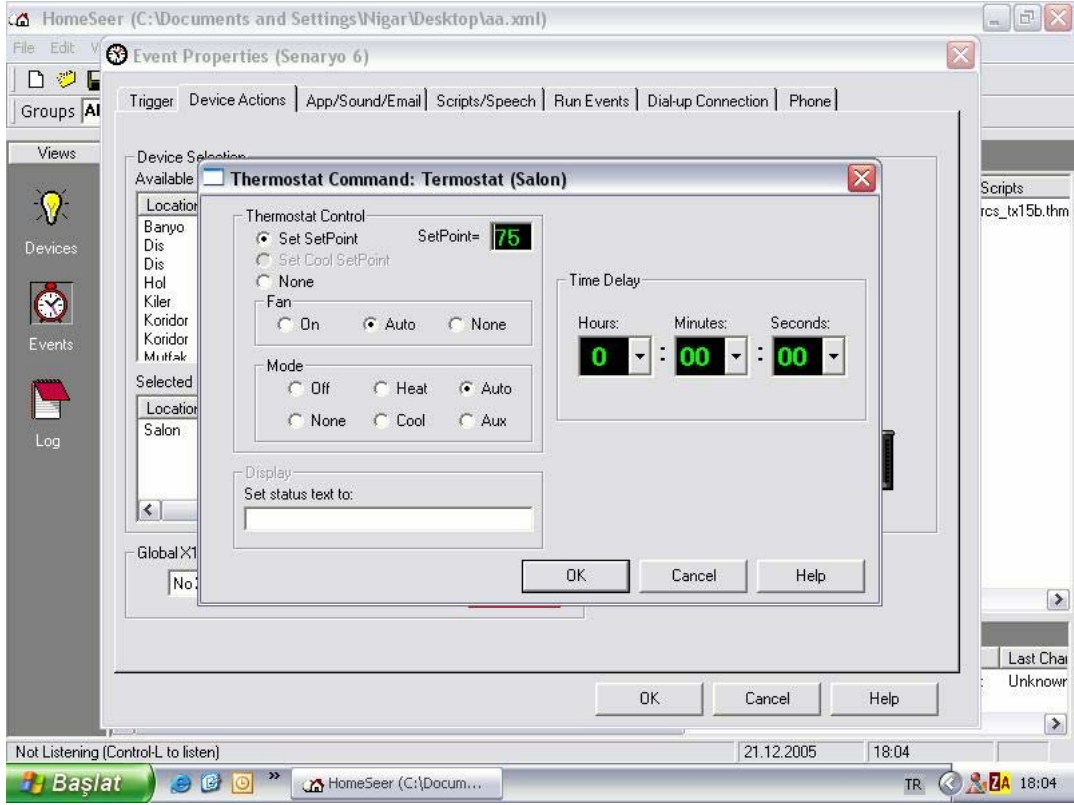 HomeSeer (C:\Documents and Settings\Nigar\Desktop\aa.xml)
File Edit V
Event Properties (Senaryo 6)
Groups Al
Trigger Device Actions App/Sound/Email Scripts/Speech Run Events Dial-up Connection Phone
Views
Devices
Events
Log
Device Selection
Available
Location
Banyo
Dis
Dis
Hol
Kiler
Koridor
Koridor
Mutfak
Selected
Location
Salon
Global X1
No
Thermostat Command: Termostat (Salon)
Thermostat Control
Set SetPoint SetPoint= 75
Set Cool SetPoint
None
Fan
On Auto None
Mode
Off Heat Auto
None Cool Aux
Display
Set status text to:
Time Delay
Hours: Minutes: Seconds:
0 : 00 : 00
OK Cancel Help
Scripts
rcs_tx15b.thm
Last Char
Unknowr
OK Cancel Help
Not Listening (Control-L to listen) 21.12.2005 18:04
Başlat » HomeSeer (C:\Docum... TR ZA 18:04